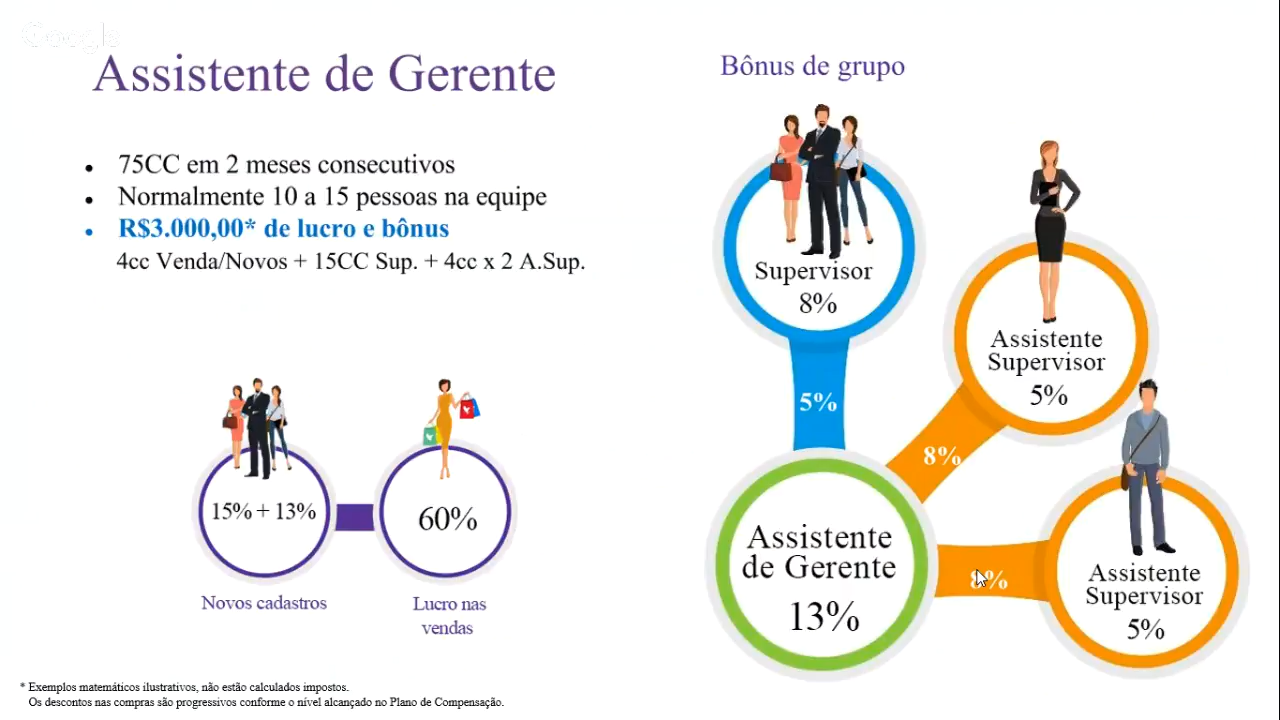 Google
Assistente de Gerente
75CC em 2 meses consecutivos
Normalmente 10 a 15 pessoas na equipe
R$3.000,00* de lucro e bônus
4cc Venda/Novos + 15CC Sup. + 4cc x 2 A.Sup.
15% + 13%
60%
Novos cadastros
Lucro nas
vendas
Bônus de grupo
Supervisor
8%
Assistente
Supervisor
5%
5%
8%
Assistente
de Gerente
13%
8%
Assistente
Supervisor
5%
* Exemplos matemáticos ilustrativos, não estão calculados impostos.
Os descontos nas compras são progressivos conforme o nível alcançado no Plano de Compensação.